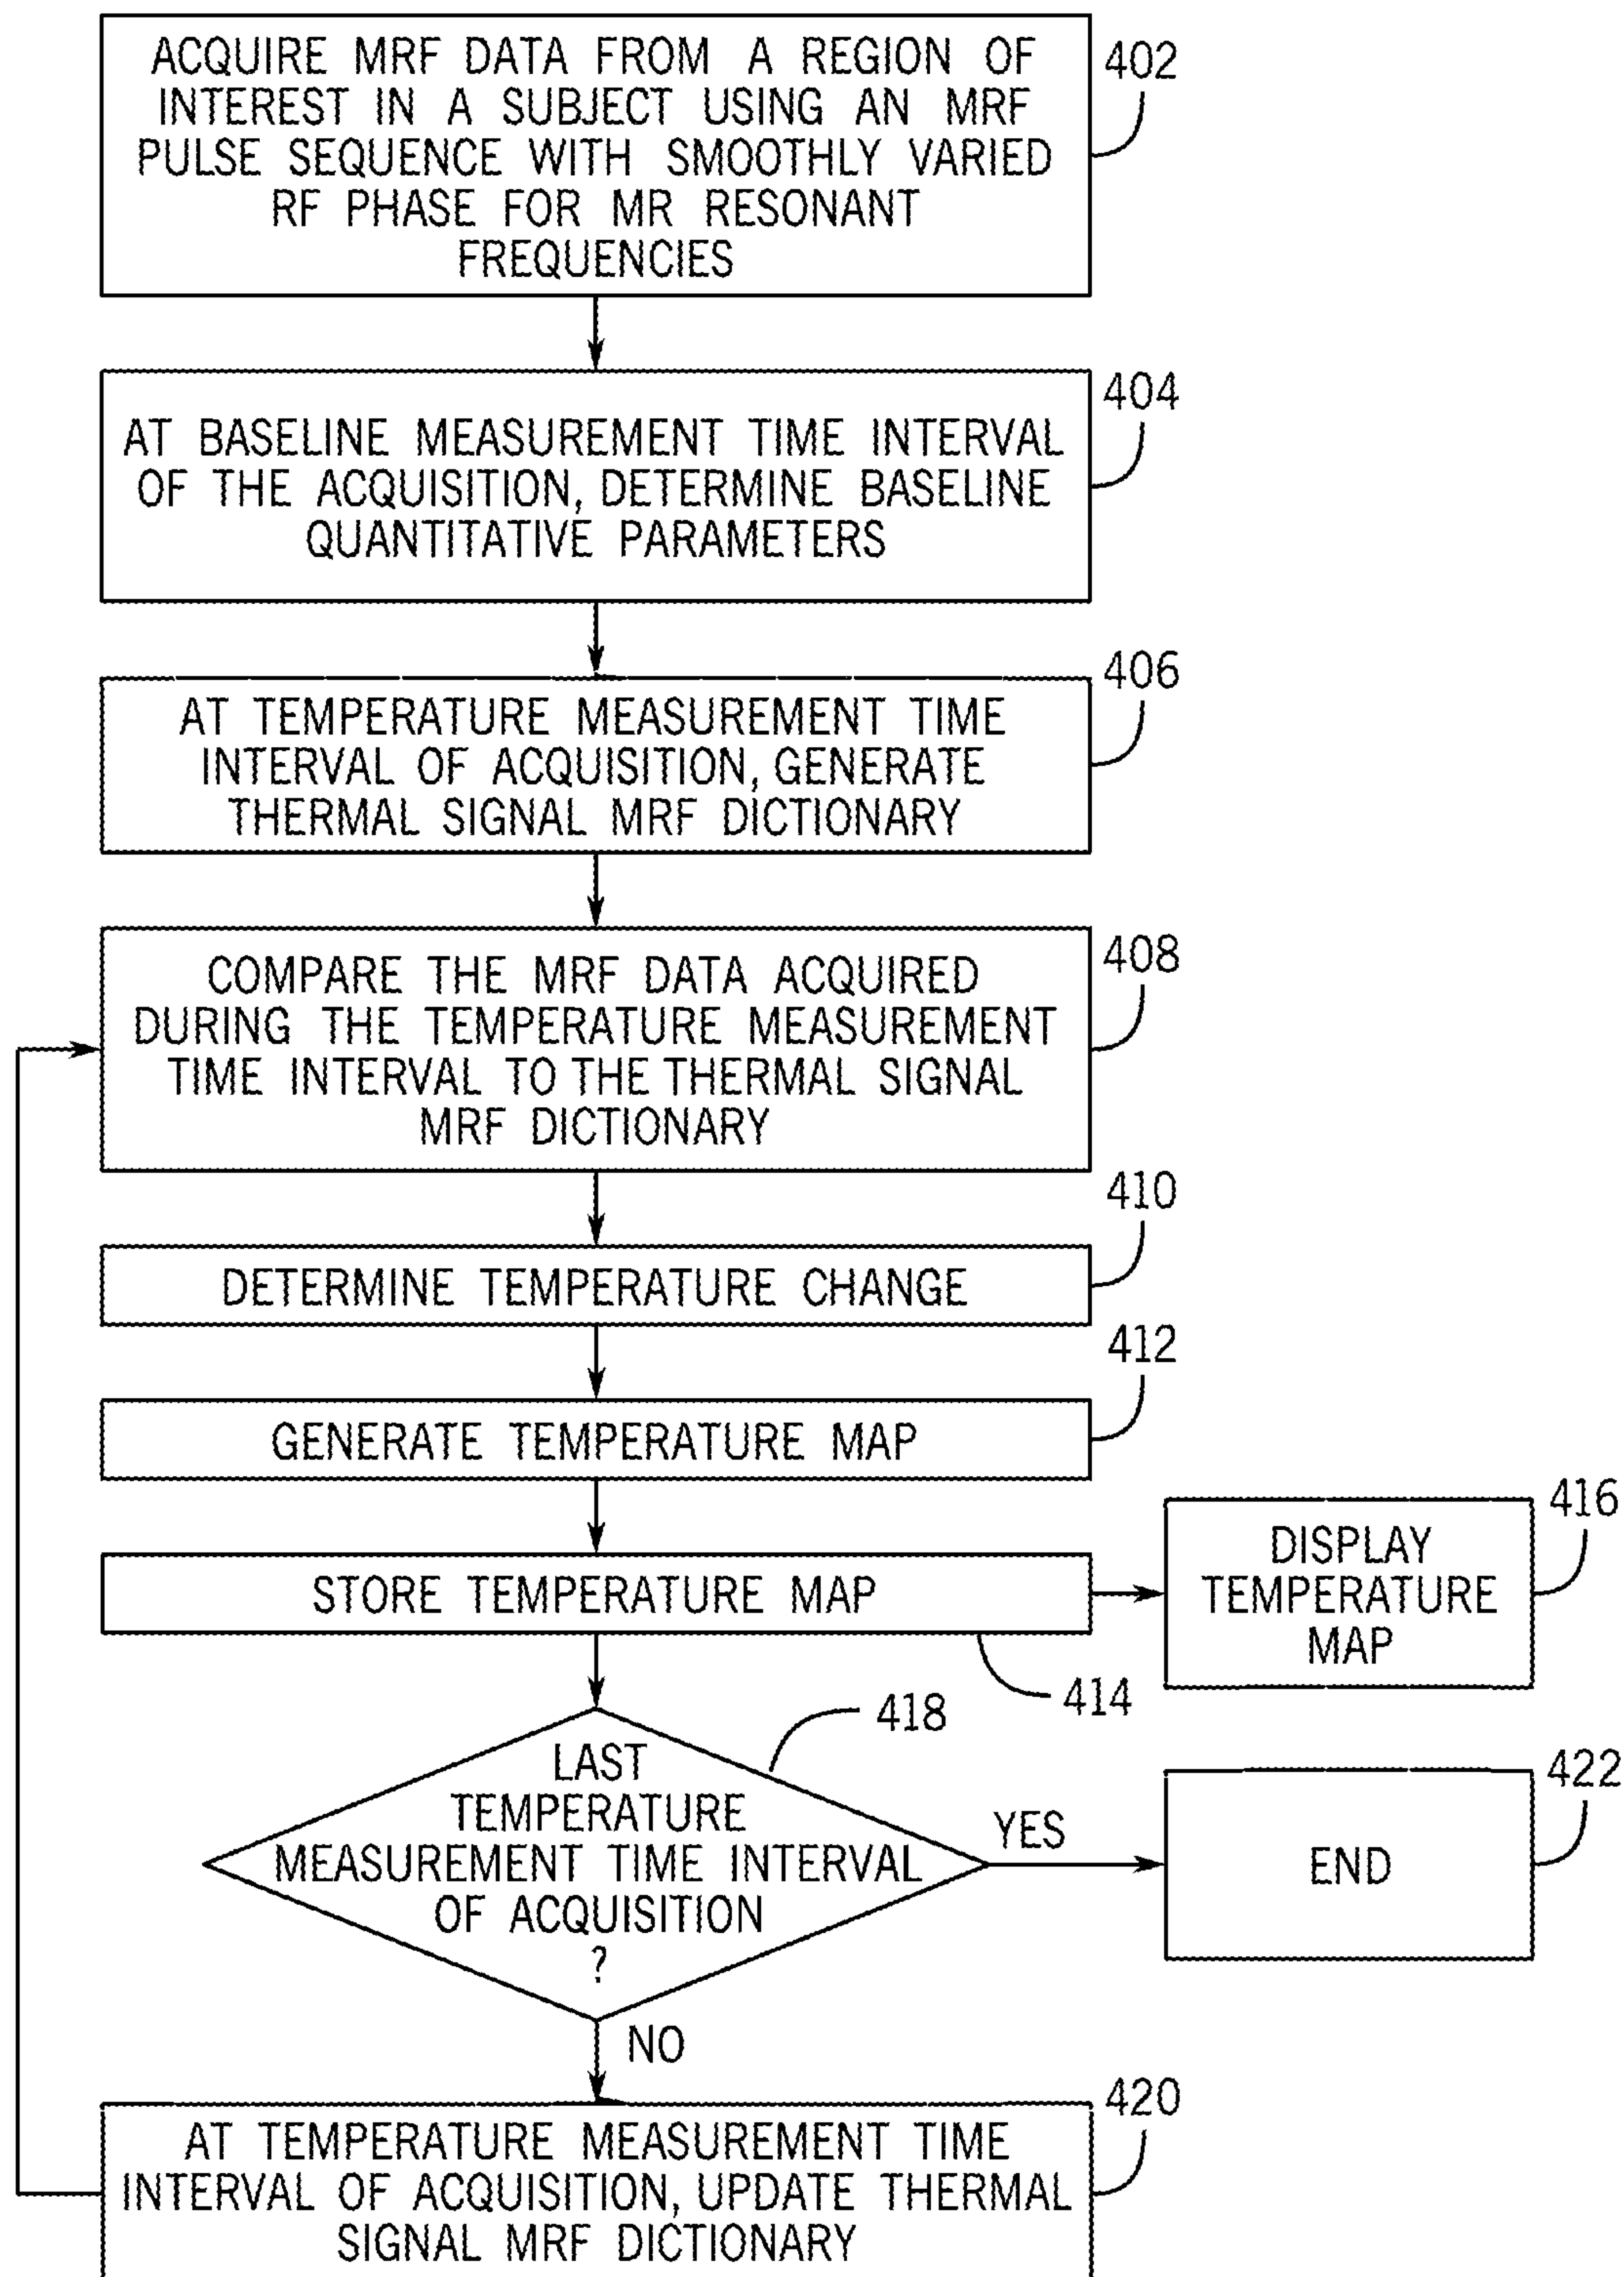 ACQUIRE MRF DATA FROM A REGION OF
INTEREST IN A SUBJECT USING AN MRF
PULSE SEQUENCE WITH SMOOTHLY VARIED
RF PHASE FOR MR RESONANT
FREQUENCIES
402
AT BASELINE MEASUREMENT TIME INTERVAL
OF THE ACQUISITION, DETERMINE BASELINE
QUANTITATIVE PARAMETERS
404
AT TEMPERATURE MEASUREMENT TIME
INTERVAL OF ACQUISITION, GENERATE
THERMAL SIGNAL MRF DICTIONARY
406
COMPARE THE MRF DATA ACQUIRED
DURING THE TEMPERATURE MEASUREMENT
TIME INTERVAL TO THE THERMAL SIGNAL
MRF DICTIONARY
408
DETERMINE TEMPERATURE CHANGE
410
GENERATE TEMPERATURE MAP
412
STORE TEMPERATURE MAP
414
DISPLAY
TEMPERATURE
MAP
416
LAST
TEMPERATURE
MEASUREMENT TIME INTERVAL
OF ACQUISITION
?
418
YES
END
422
NO
AT TEMPERATURE MEASUREMENT TIME
INTERVAL OF ACQUISITION, UPDATE THERMAL
SIGNAL MRF DICTIONARY
420